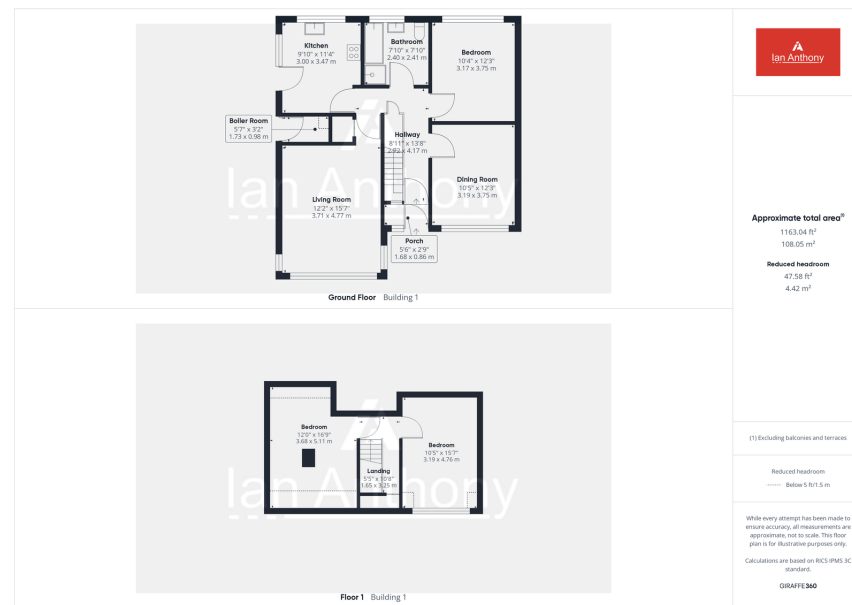 Kitchen
9'10" x 11'4"
3.00 x 3.47 m
Bathroom
7'10" x 7'10"
2.40 x 2.41 m
Bedroom
10'4" x 12'3"
3.17 x 3.75 m
Boiler Room
5'7" x 3'2"
1.73 x 0.98 m
Hallway
8'11" x 13'8"
2.72 x 4.17 m
Dining Room
10'5" x 12'3"
3.19 x 3.75 m
Living Room
12'2" x 15'7"
3.71 x 4.77 m
Porch
5'6" x 2'9"
1.68 x 0.86 m
Ian Anthony
Ground Floor Building 1
Bedroom
12'0" x 16'9"
3.68 x 5.11 m
Bedroom
10'5" x 15'7"
3.19 x 4.76 m
Landing
5'5" x 10'8"
1.65 x 3.25 m
Ian Anthony
Floor 1 Building 1
Ian Anthony
Approximate total area(1)
1163.04 ft²
108.05 m²
Reduced headroom
47.58 ft²
4.42 m²
(1) Excluding balconies and terraces
Reduced headroom
Below 5 ft/1.5 m
While every attempt has been made to
ensure accuracy, all measurements are
approximate, not to scale. This floor
plan is for illustrative purposes only.
Calculations are based on RICS IPMS 3C
standard.
GIRAFFE360